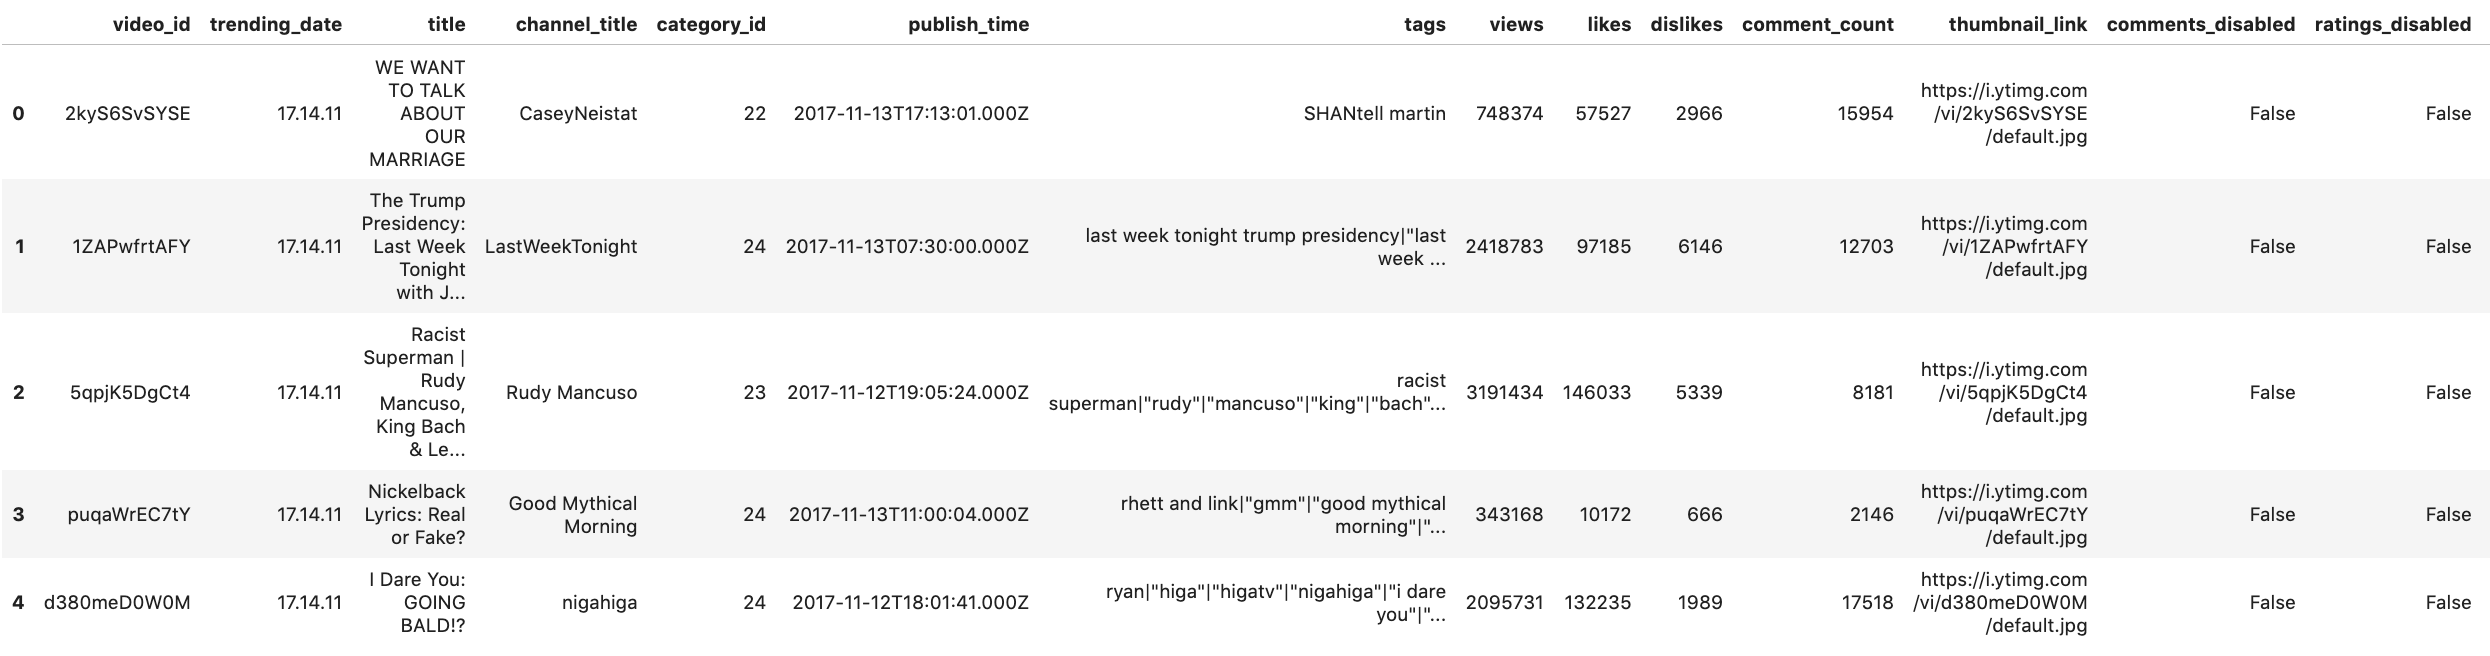 video_id trending_date title channel_title category_id publish_time tags views likes dislikes comment_count thumbnail_link comments_disabled ratings_disabled
0 2kyS6SvSYSE 17.14.11 WE WANT TO TALK ABOUT OUR MARRIAGE CaseyNeistat 22 2017-11-13T17:13:01.000Z SHANtell martin 748374 57527 2966 15954 https://i.ytimg.com/vi/2kyS6SvSYSE/default.jpg False False
1 1ZAPwfrtAFY 17.14.11 The Trump Presidency: Last Week Tonight with J... LastWeekTonight 24 2017-11-13T07:30:00.000Z last week tonight trump presidency|"last week ... 2418783 97185 6146 12703 https://i.ytimg.com/vi/1ZAPwfrtAFY/default.jpg False False
2 5qpjK5DgCt4 17.14.11 Racist Superman | Rudy Mancuso, King Bach & Le... Rudy Mancuso 23 2017-11-12T19:05:24.000Z racist superman|"rudy"|"mancuso"|"king"|"bach"... 3191434 146033 5339 8181 https://i.ytimg.com/vi/5qpjK5DgCt4/default.jpg False False
3 puqaWrEC7tY 17.14.11 Nickelback Lyrics: Real or Fake? Good Mythical Morning 24 2017-11-13T11:00:04.000Z rhett and link|"gmm"|"good mythical morning"|"... 343168 10172 666 2146 https://i.ytimg.com/vi/puqaWrEC7tY/default.jpg False False
4 d380meD0W0M 17.14.11 I Dare You: GOING BALD!? nigahiga 24 2017-11-12T18:01:41.000Z ryan|"higa"|"higatv"|"nigahiga"|"i dare you"|"... 2095731 132235 1989 17518 https://i.ytimg.com/vi/d380meD0W0M/default.jpg False False